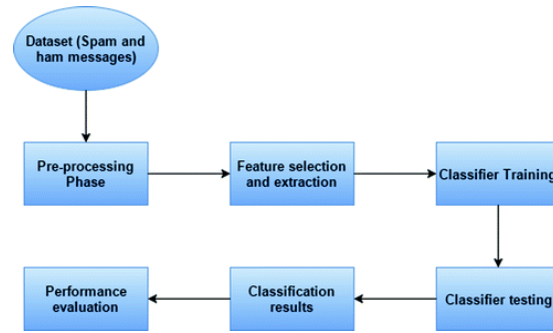 Dataset (Spam and
ham messages)
Pre-processing
Phase
Feature selection
and extraction
Classifier Training
Classifier testing
Classification
results
Performance
evaluation